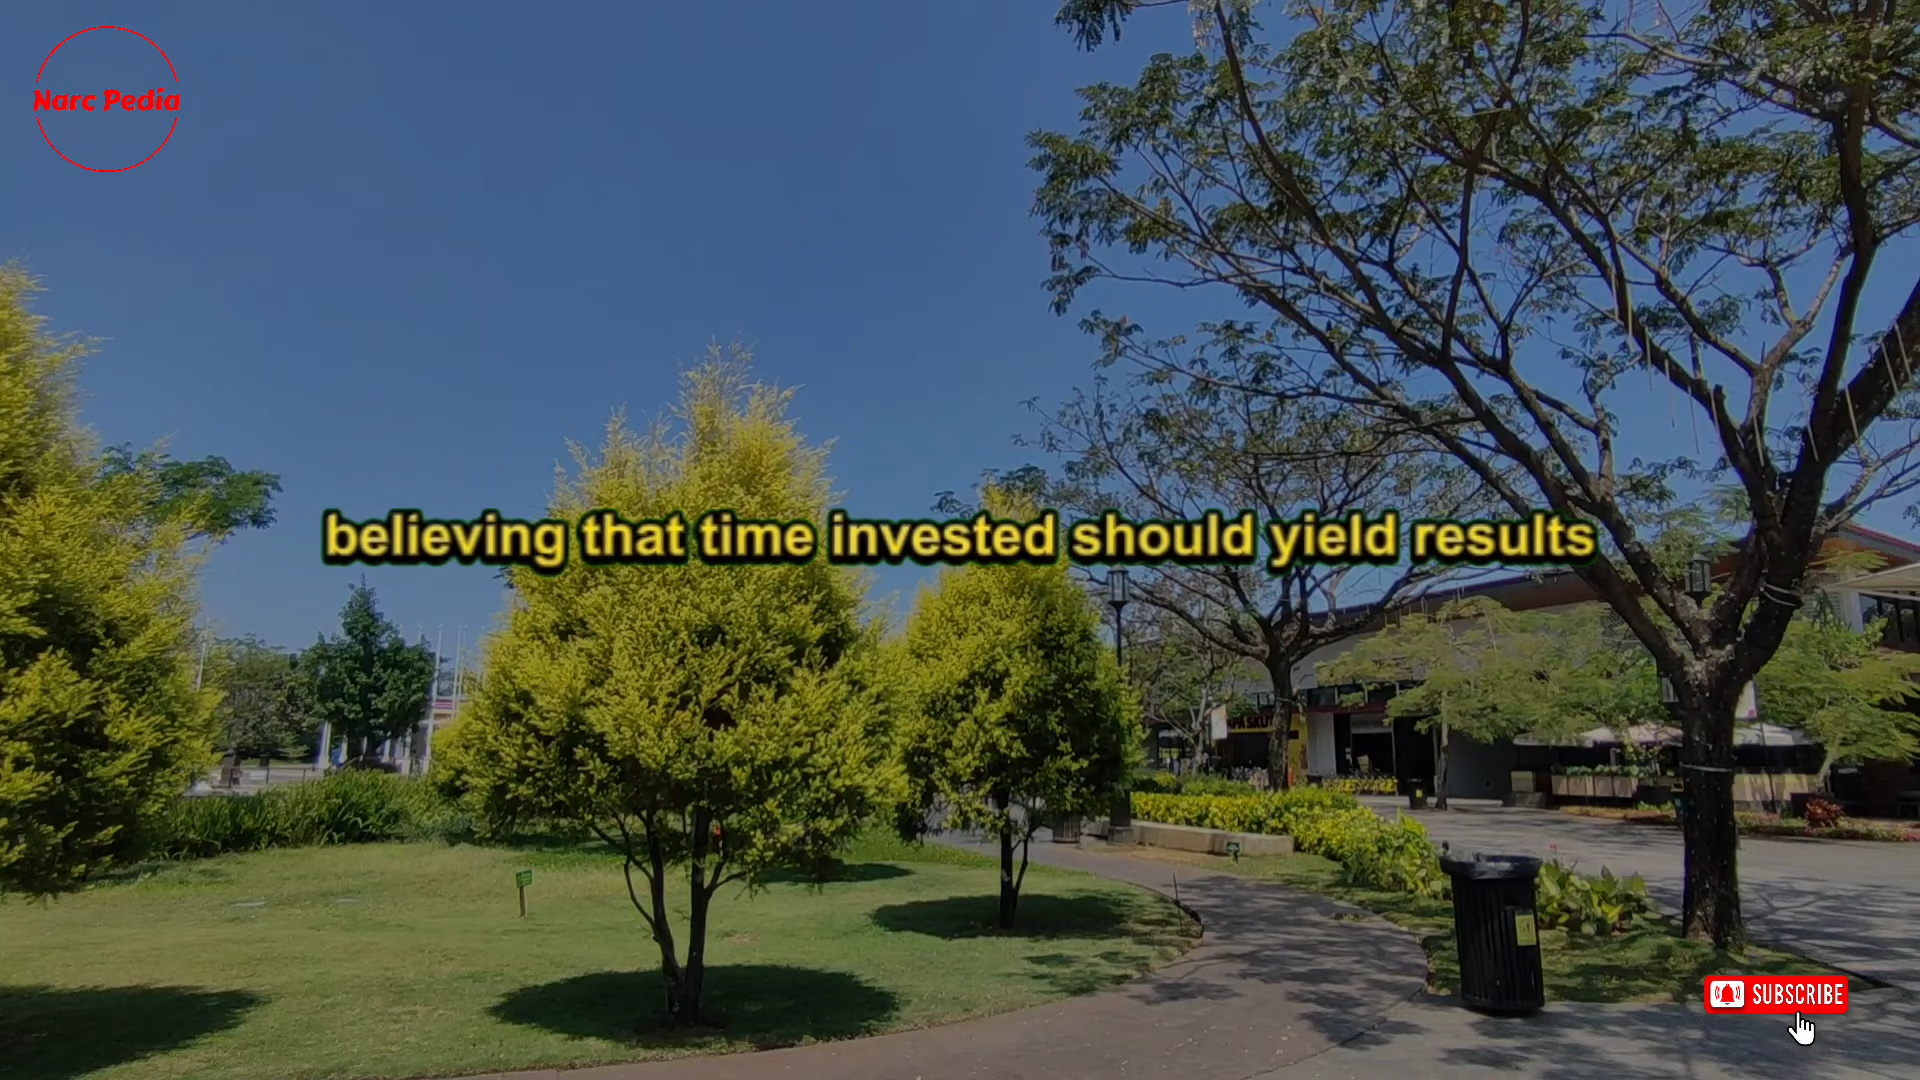 Narc Pedia
believing that time invested should yield results
SUBSCRIBE